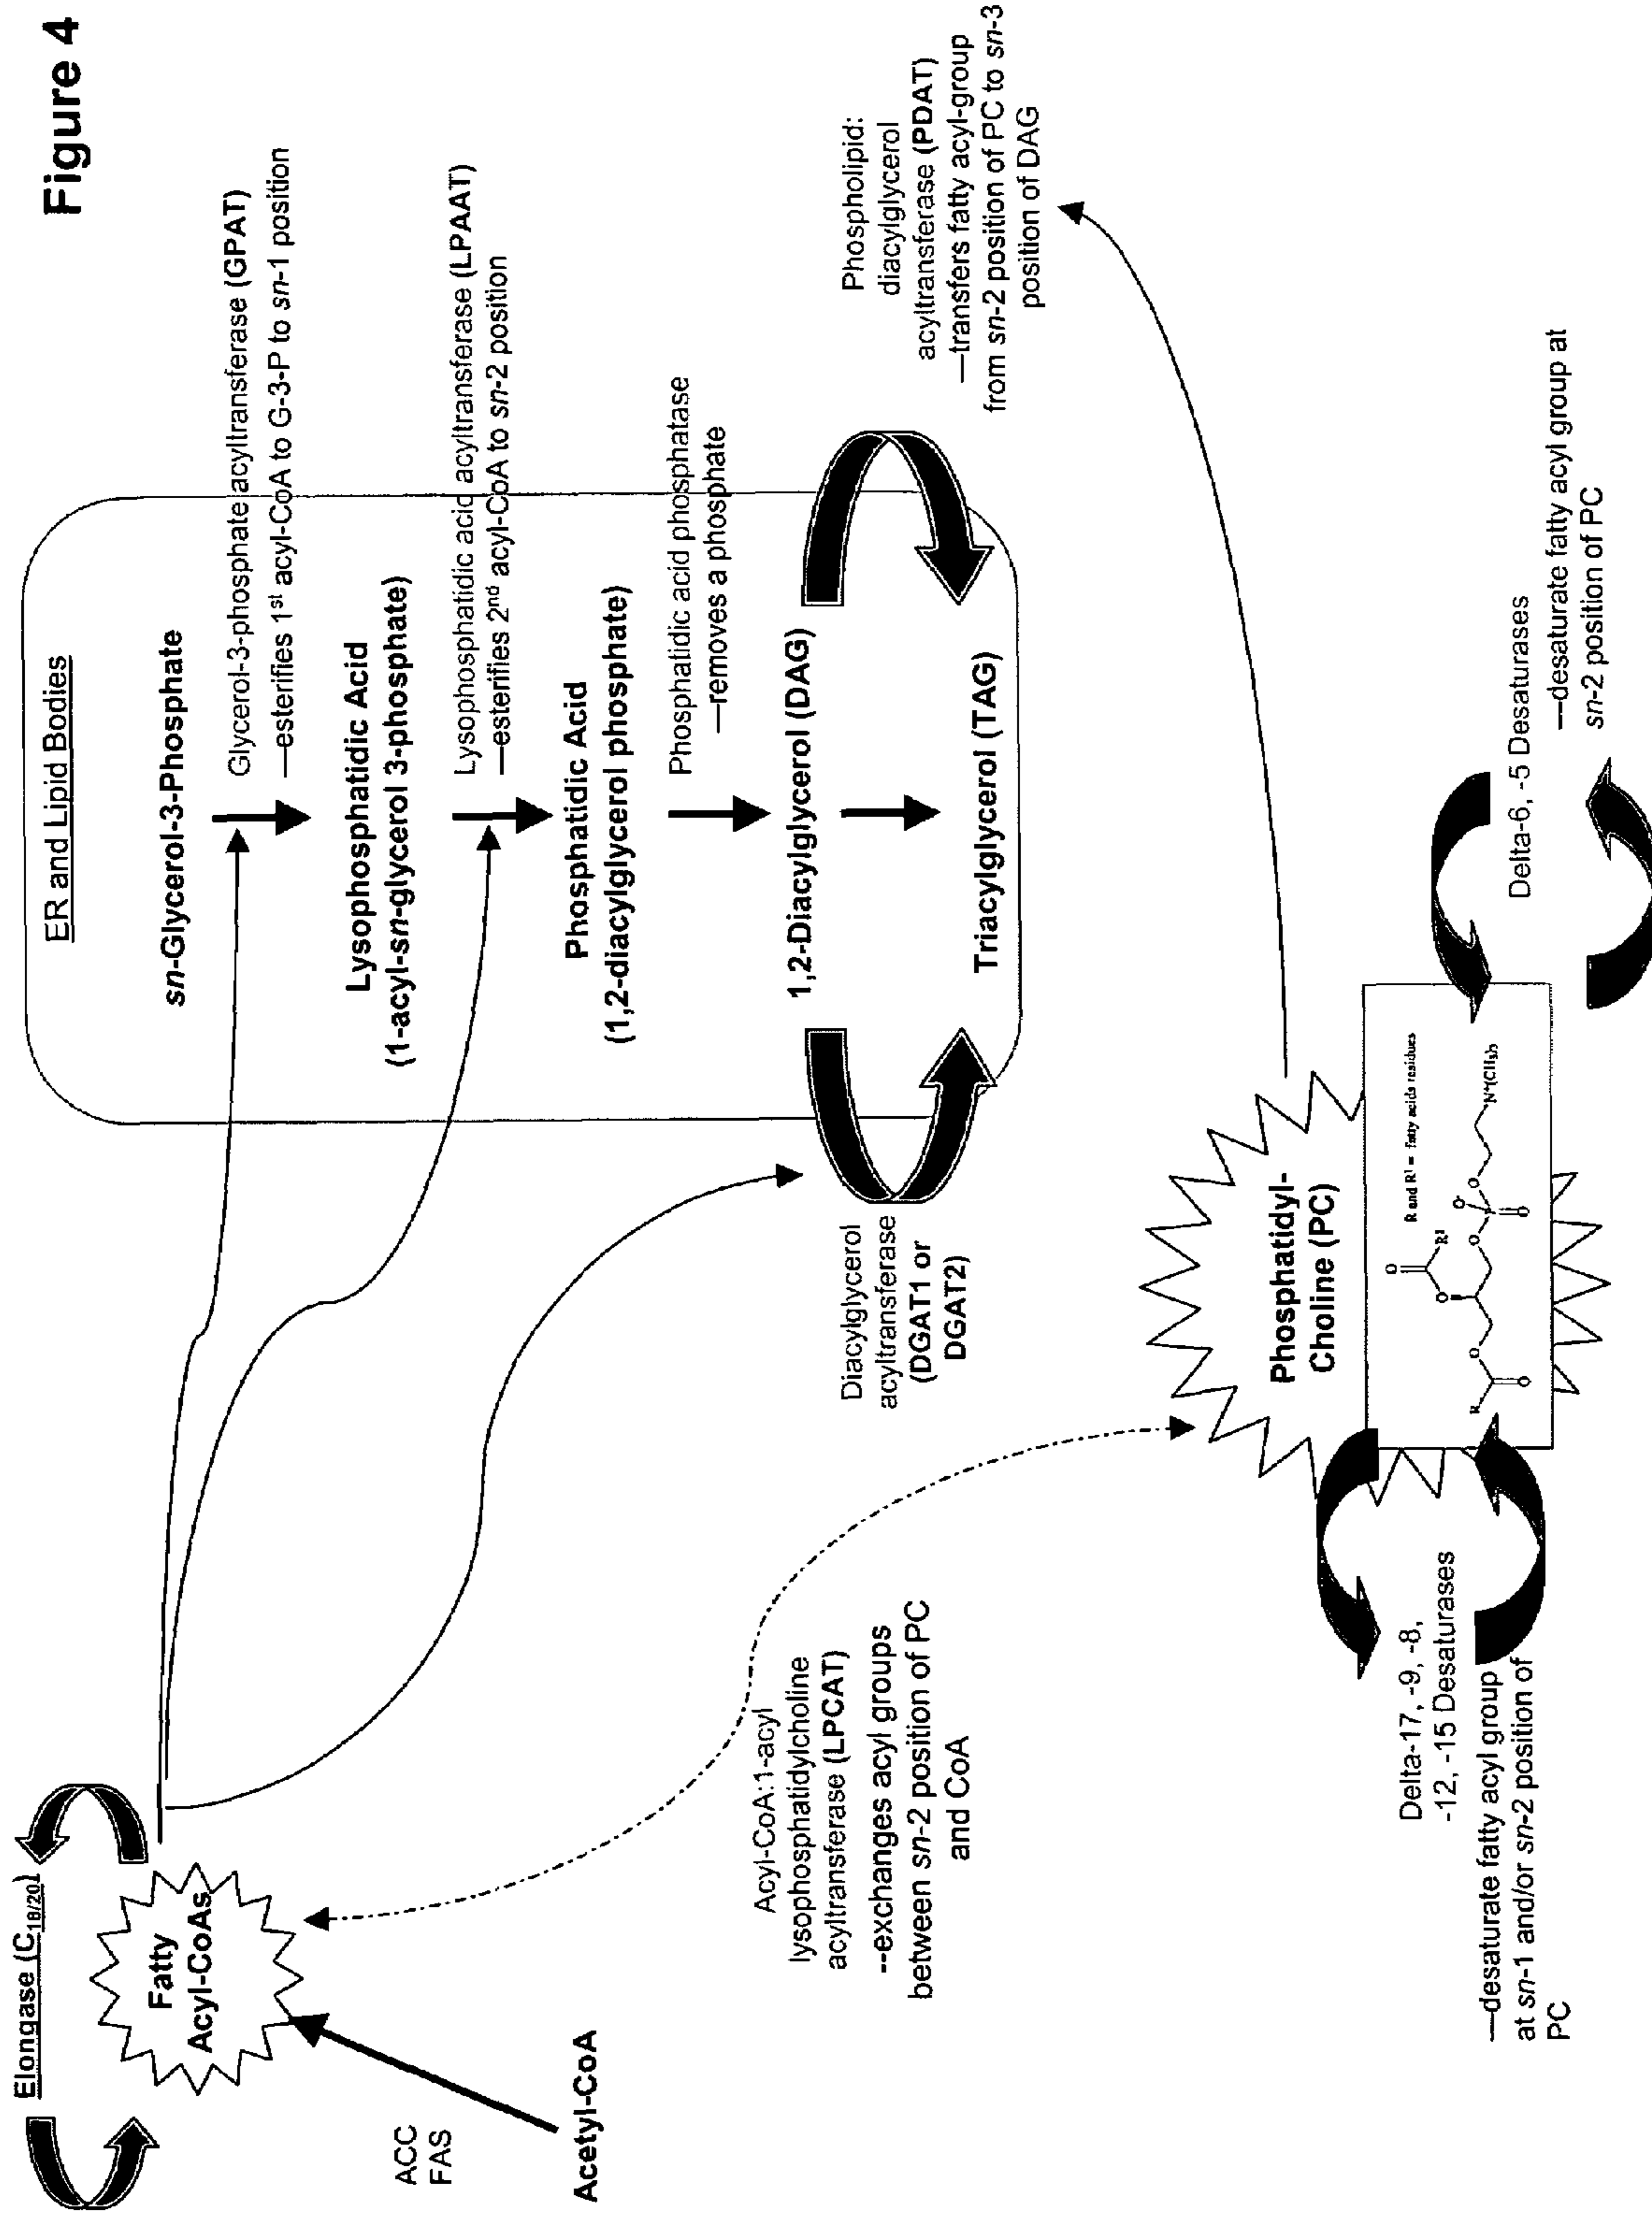 Figure 4
Elongase (C18/20)
Fatty
Acyl-CoAs
ACC
FAS
Acetyl-CoA
ER and Lipid Bodies
sn-Glycerol-3-Phosphate
Glycerol-3-phosphate acyltransferase (GPAT)
—esterifies 1st acyl-CoA to G-3-P to sn-1 position
Lysophosphatidic Acid
(1-acyl-sn-glycerol 3-phosphate)
Lysophosphatidic acid acyltransferase (LPAAT)
—esterifies 2nd acyl-CoA to sn-2 position
Phosphatidic Acid
(1,2-diacylglycerol phosphate)
Phosphatidic acid phosphatase
—removes a phosphate
1,2-Diacylglycerol (DAG)
Triacylglycerol (TAG)
Diacylglycerol
acyltransferase
(DGAT1 or
DGAT2)
Phospholipid:
diacylglycerol
acyltransferase (PDAT)
—transfers fatty acyl-group
from sn-2 position of PC to sn-3
position of DAG
Acyl-CoA:1-acyl
lysophosphatidylcholine
acyltransferase (LPCAT)
--exchanges acyl groups
between sn-2 position of PC
and CoA
Phosphatidyl-
Choline (PC)
R and R¹ = fatty acids residues
R
O
O
O
O
R¹
O
O
P
O
O
N⁺(CH₃)₃
Delta-17, -9, -8,
-12, -15 Desaturases
—desaturate fatty acyl group
at sn-1 and/or sn-2 position of
PC
Delta-6, -5 Desaturases
—desaturate fatty acyl group at
sn-2 position of PC